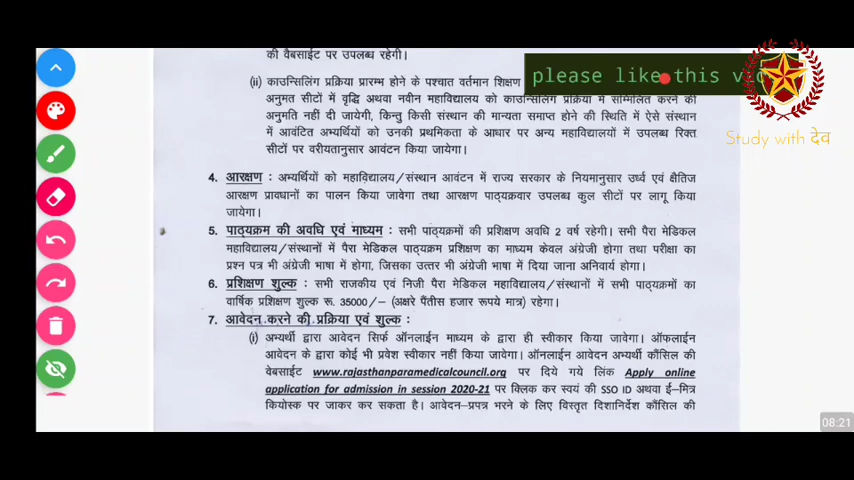 की वैबसाईट पर उपलब्ध रहेगी।
please like this vid
(ii) काउन्सिलिंग प्रक्रिया प्रारम्भ होने के पश्चात वर्तमान शिक्षण
अनुमत सीटों में वृद्धि अथवा नवीन महाविद्यालय को काउन्सिलिंग प्रक्रिया में सम्मिलित करने की
अनुमति नहीं दी जायेगी, किन्तु किसी संस्थान की मान्यता समाप्त होने की स्थिति में ऐसे संस्थान
में आवंटित अभ्यर्थियों को उनकी प्रथमिकता के आधार पर अन्य महाविद्यालयों में उपलब्ध रिक्त
सीटों पर वरीयतानुसार आवंटन किया जायेगा।
Study with देव
4. आरक्षण : अभ्यर्थियों को महाविद्यालय/संस्थान आवंटन में राज्य सरकार के नियमानुसार उर्ध्व एवं क्षैतिज
आरक्षण प्रावधानों का पालन किया जावेगा तथा आरक्षण पाठ्यक्रवार उपलब्ध कुल सीटों पर लागू किया
जायेगा।
5. पाठ्यक्रम की अवधि एवं माध्यम : सभी पाठ्यक्रमों की प्रशिक्षण अवधि 2 वर्ष रहेगी। सभी पैरा मेडिकल
महाविद्यालय/संस्थानों में पैरा मेडिकल पाठ्यक्रम प्रशिक्षण का माध्यम केवल अंग्रेजी होगा तथा परीक्षा का
प्रश्न पत्र भी अंग्रेजी भाषा में होगा, जिसका उत्तर भी अंग्रेजी भाषा में दिया जाना अनिवार्य होगा।
6. प्रशिक्षण शुल्क : सभी राजकीय एवं निजी पैरा मेडिकल महाविद्यालय/संस्थानों में सभी पाठ्यक्रमों का
वार्षिक प्रशिक्षण शुल्क रू. 35000/- (अक्षरे पैंतीस हजार रूपये मात्र) रहेगा।
7. आवेदन करने की प्रक्रिया एवं शुल्क :
(i) अभ्यर्थी द्वारा आवेदन सिर्फ ऑनलाईन माध्यम के द्वारा ही स्वीकार किया जावेगा। ऑफलाईन
आवेदन के द्वारा कोई भी प्रवेश स्वीकार नहीं किया जावेगा। ऑनलाईन आवेदन अभ्यर्थी कौंसिल की
वेबसाईट www.rajasthanparamedicalcouncil.org पर दिये गये लिंक Apply online
application for admission in session 2020-21 पर क्लिक कर स्वयं की SSO ID अथवा ई-मित्र
कियोस्क पर जाकर कर सकता है। आवेदन-प्रपत्र भरने के लिए विस्तृत दिशानिर्देश कौंसिल की
08:21